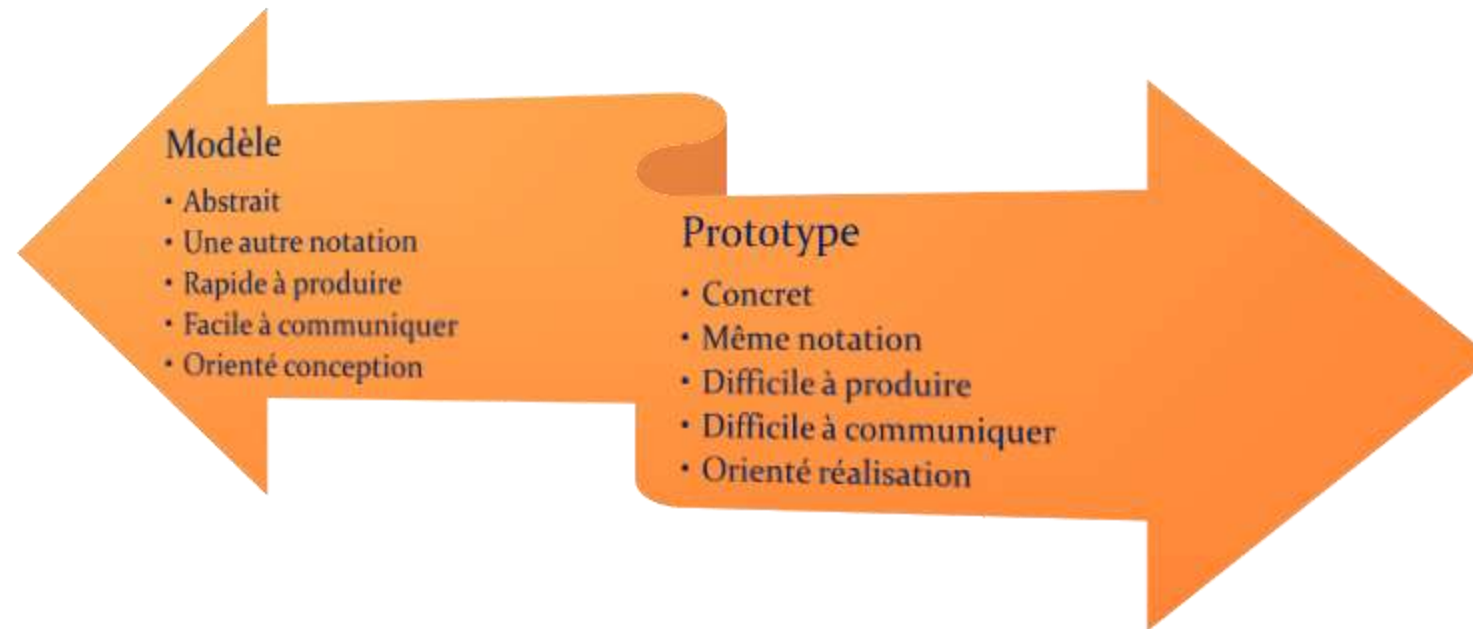 Modèle
• Abstrait
• Une autre notation
• Rapide à produire
• Facile à communiquer
• Orienté conception
Prototype
• Concret
• Même notation
• Difficile à produire
• Difficile à communiquer
• Orienté réalisation